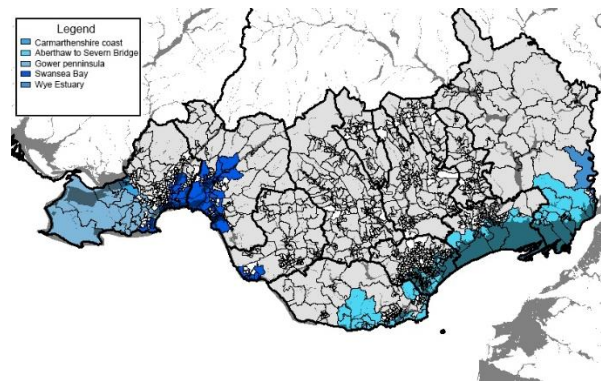 Legend
Carmarthenshire coast
Aberthaw to Severn Bridge
Gower penninsula
Swansea Bay
Wye Estuary